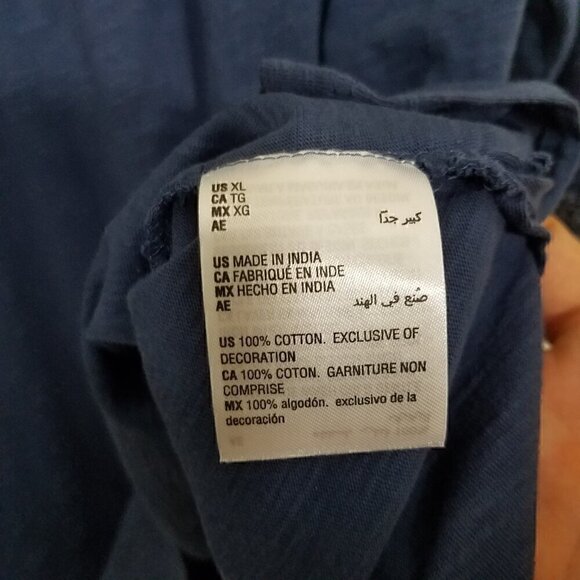 US XL
CA TG
MX XG
AE كبير جدًا
US MADE IN INDIA
CA FABRIQUÉ EN INDE
MX HECHO EN INDIA
AE صُنع في الهند
US 100% COTTON. EXCLUSIVE OF
DECORATION
CA 100% COTON. GARNITURE NON
COMPRISE
MX 100% algodón. exclusivo de la
decoración